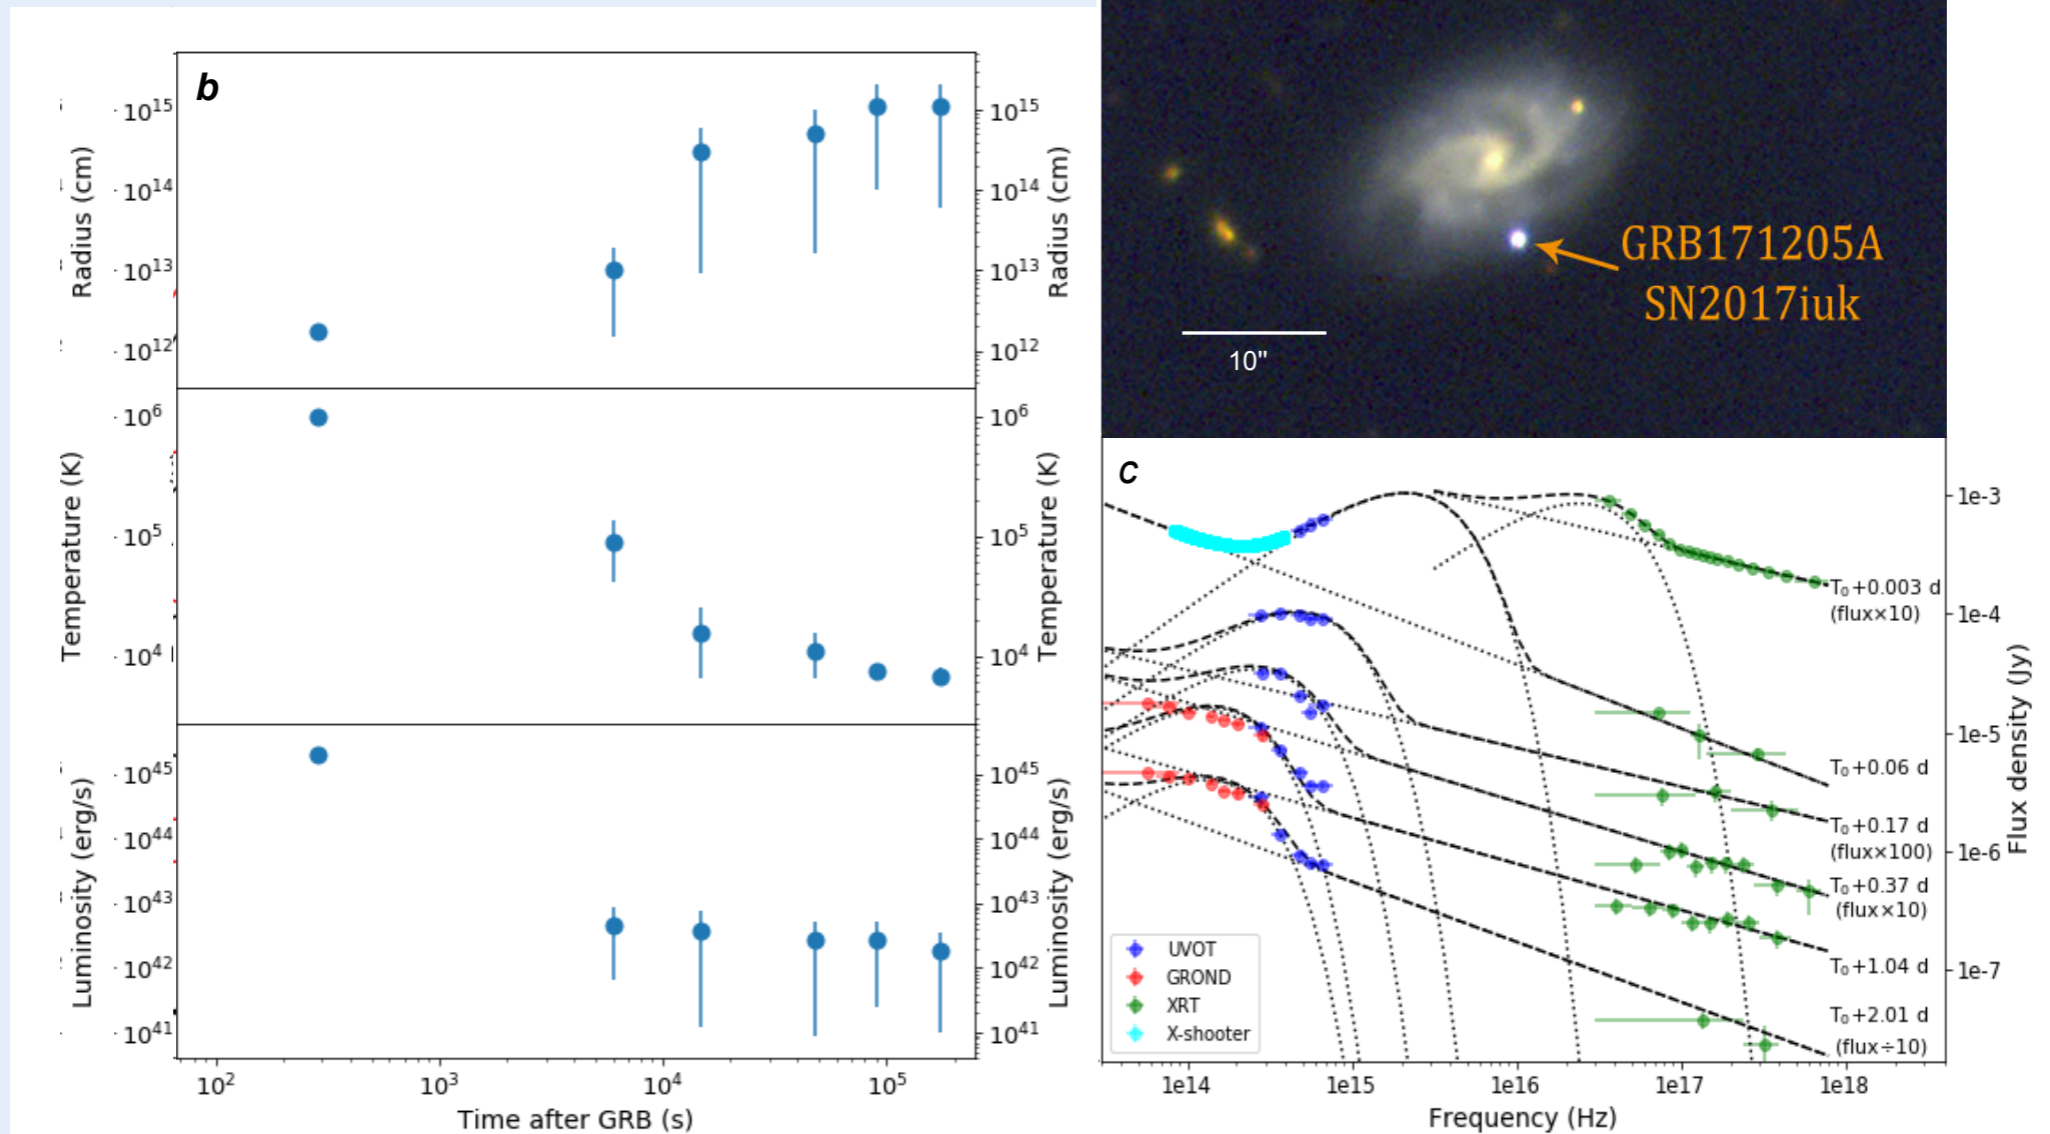 b
10¹⁵
10¹⁴
10¹³
10¹²
Radius (cm)
10¹⁵
10¹⁴
10¹³
10¹²
Radius (cm)
10⁶
10⁵
10⁴
Temperature (K)
10⁶
10⁵
10⁴
Temperature (K)
10⁴⁵
10⁴⁴
10⁴³
10⁴²
10⁴¹
Luminosity (erg/s)
10⁴⁵
10⁴⁴
10⁴³
10⁴²
10⁴¹
Luminosity (erg/s)
10² 10³ 10⁴ 10⁵
Time after GRB (s)
GRB171205A
SN2017iuk
10"
c
1e-3
1e-4
1e-5
1e-6
1e-7
Flux density (Jy)
T₀+0.003 d
(flux×10)
T₀+0.06 d
T₀+0.17 d
(flux×100)
T₀+0.37 d
(flux×10)
T₀+1.04 d
T₀+2.01 d
(flux÷10)
UVOT
GROND
XRT
X-shooter
1e14 1e15 1e16 1e17 1e18
Frequency (Hz)